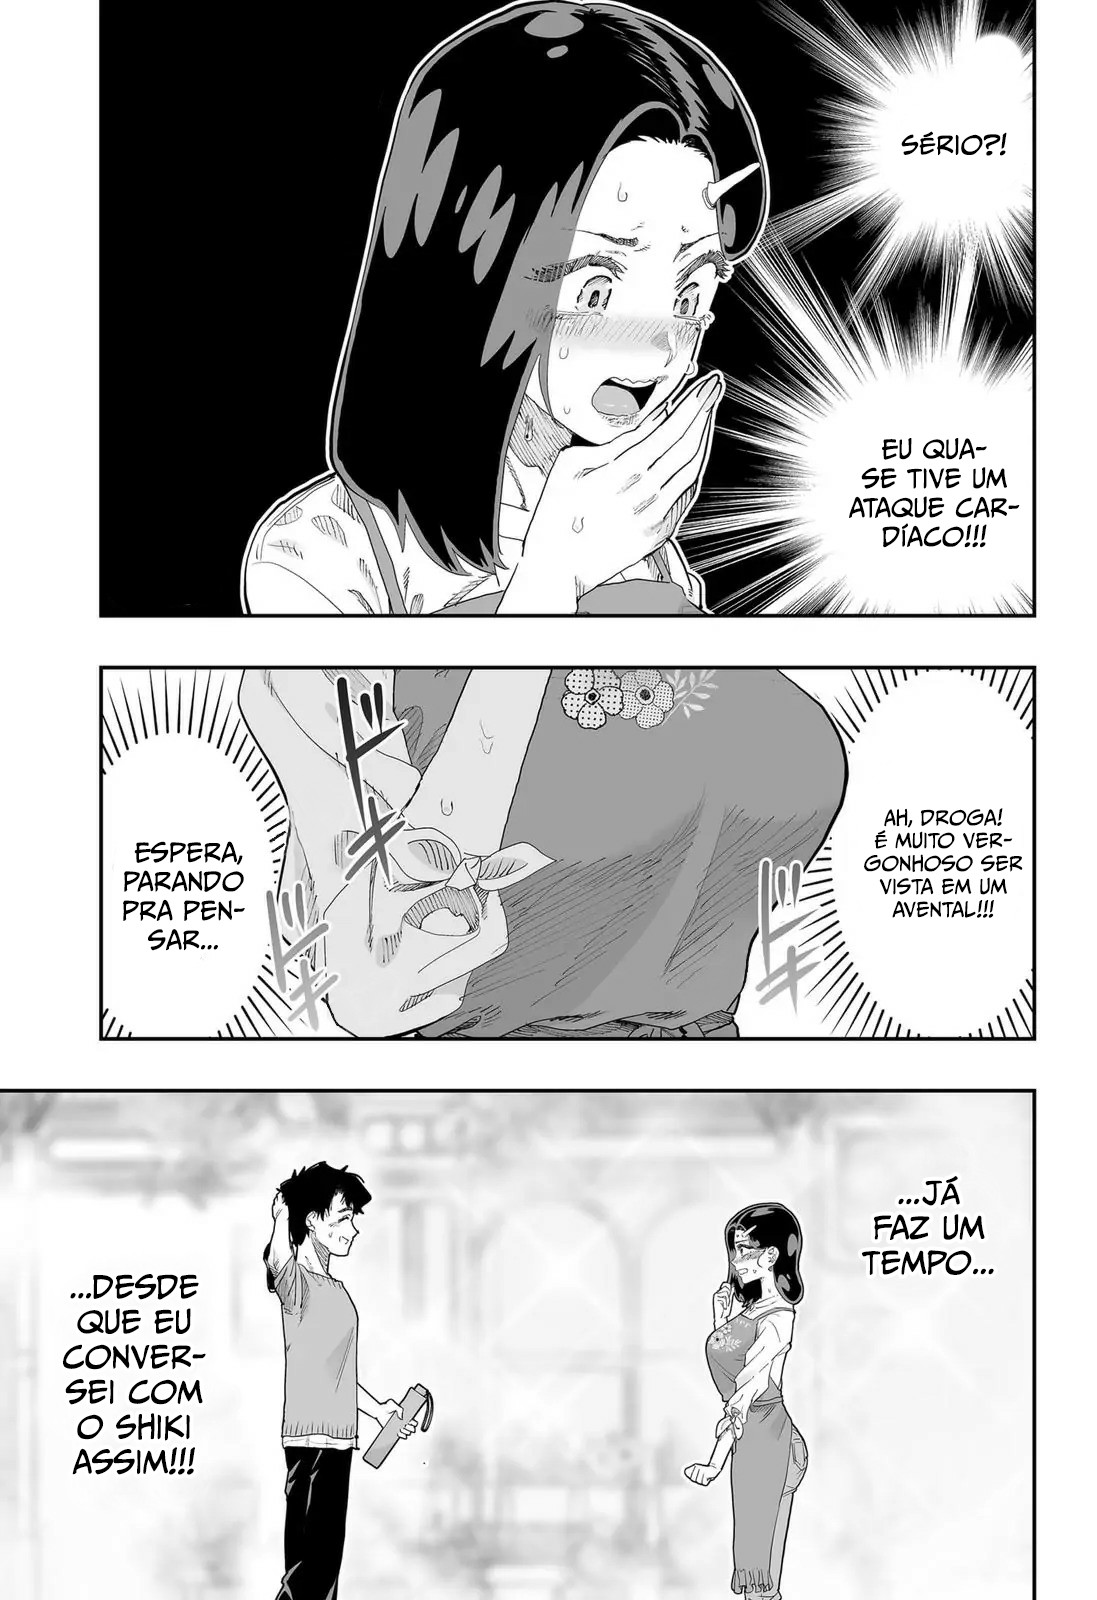 SÉRIO?!
EU QUA-
SE TIVE UM
ATAQUE CAR-
DÍACO!!!
AH, DROGA!
É MUITO VER-
GONHOSO SER
VISTA EM UM
AVENTAL!!!
ドキ
ドキ
ドキ
ESPERA,
PARANDO
PRA PEN-
SAR...
...JÁ
FAZ UM
TEMPO...
...DESDE
QUE EU
CONVER-
SEI COM
O SHIKI
ASSIM!!!